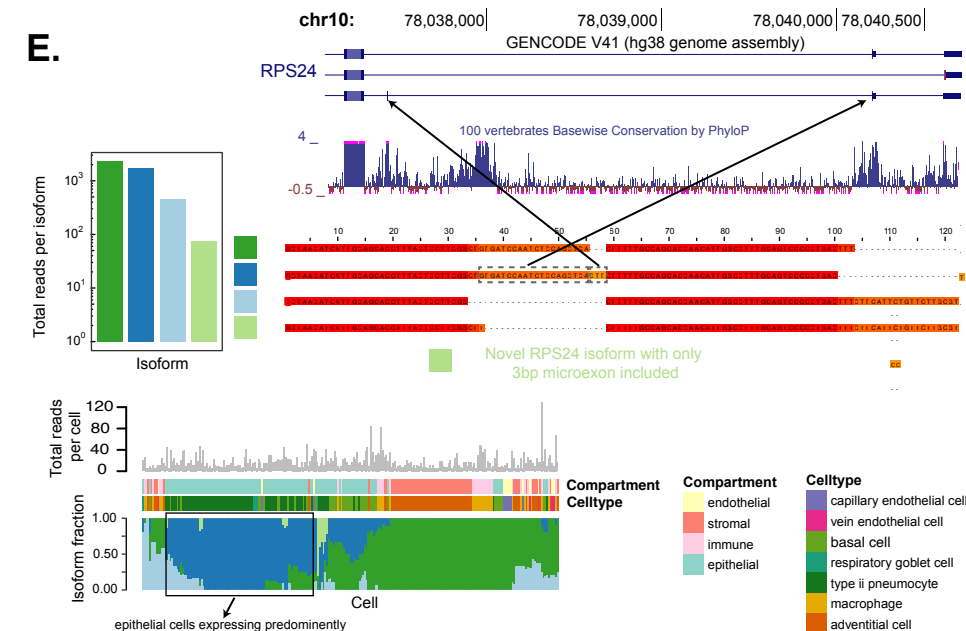 E.
chr10: 78,038,000 78,039,000 78,040,000 78,040,500
GENCODE V41 (hg38 genome assembly)
RPS24
100 vertebrates Basewise Conservation by PhyloP
4
-0.5
Total reads per isoform
10³
10²
10¹
10⁰
Isoform
10 20 30 40 50 60 70 80 90 100 110 120
Novel RPS24 isoform with only
3bp microexon included
CC
Total reads
per cell
120
80
40
0
Compartment
Celltype
Isoform fraction
1.00
0.50
0.00
Cell
epithelial cells expressing predominently
Compartment
endothelial
stromal
immune
epithelial
Celltype
capillary endothelial cell
vein endothelial cell
basal cell
respiratory goblet cell
type ii pneumocyte
macrophage
adventitial cell